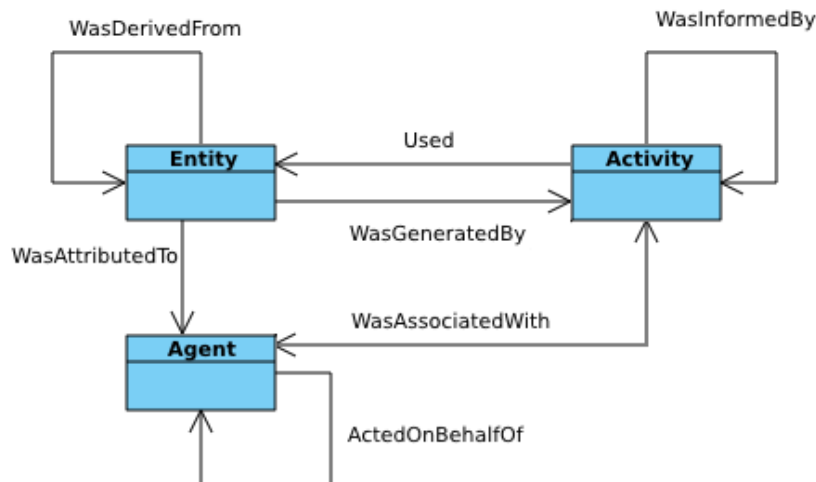 WasDerivedFrom
WasInformedBy
Used
Entity
Activity
WasGeneratedBy
WasAttributedTo
WasAssociatedWith
Agent
ActedOnBehalfOf